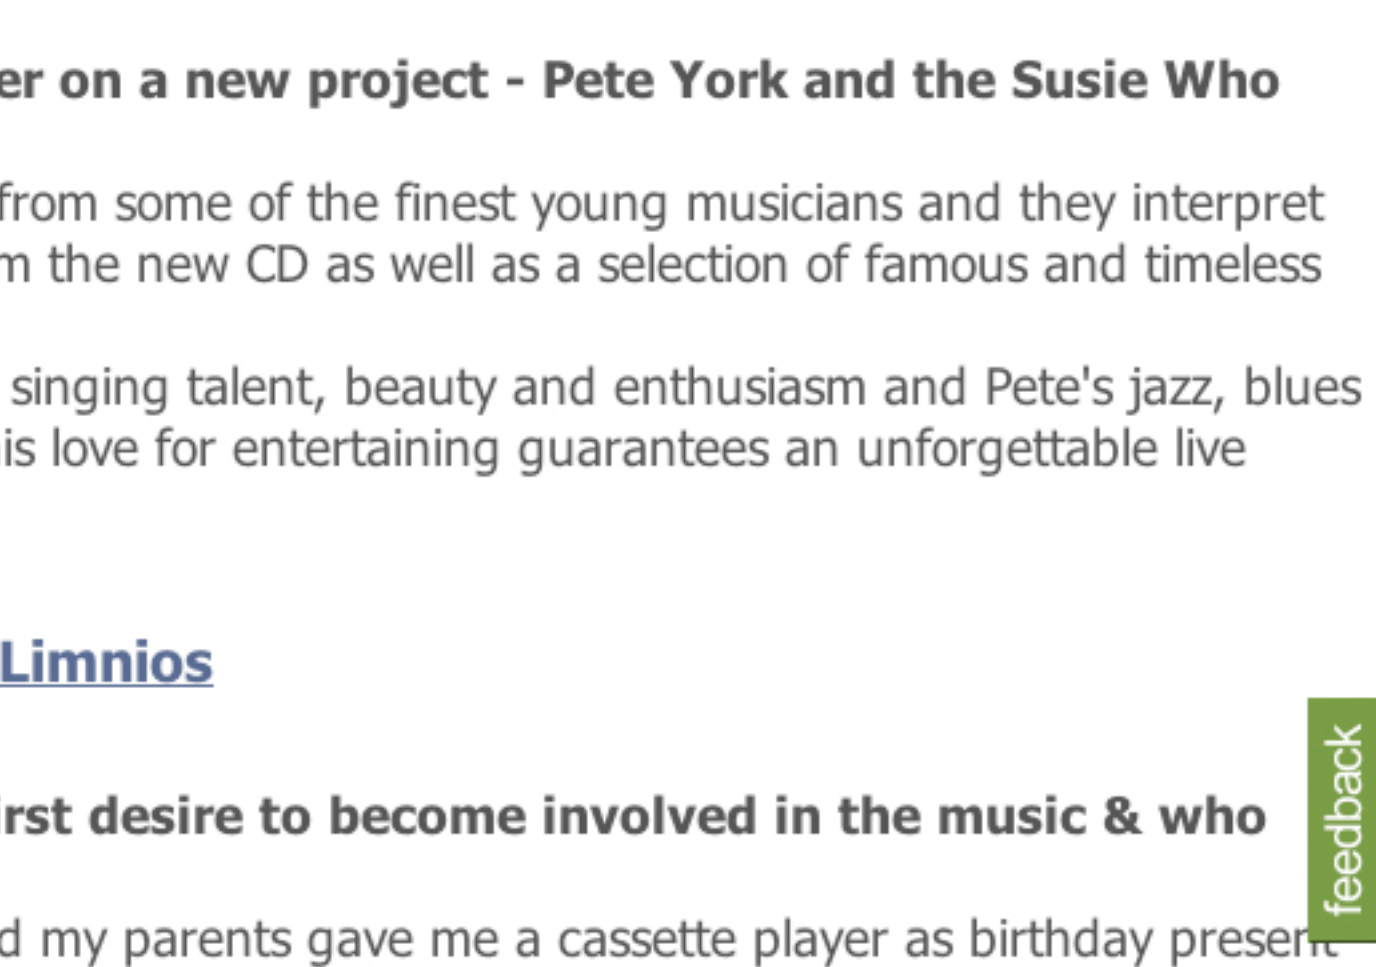 er on a new project - Pete York and the Susie Who
from some of the finest young musicians and they interpret
m the new CD as well as a selection of famous and timeless
singing talent, beauty and enthusiasm and Pete's jazz, blues
is love for entertaining guarantees an unforgettable live
Limnios
irst desire to become involved in the music & who
d my parents gave me a cassette player as birthday present
feedback